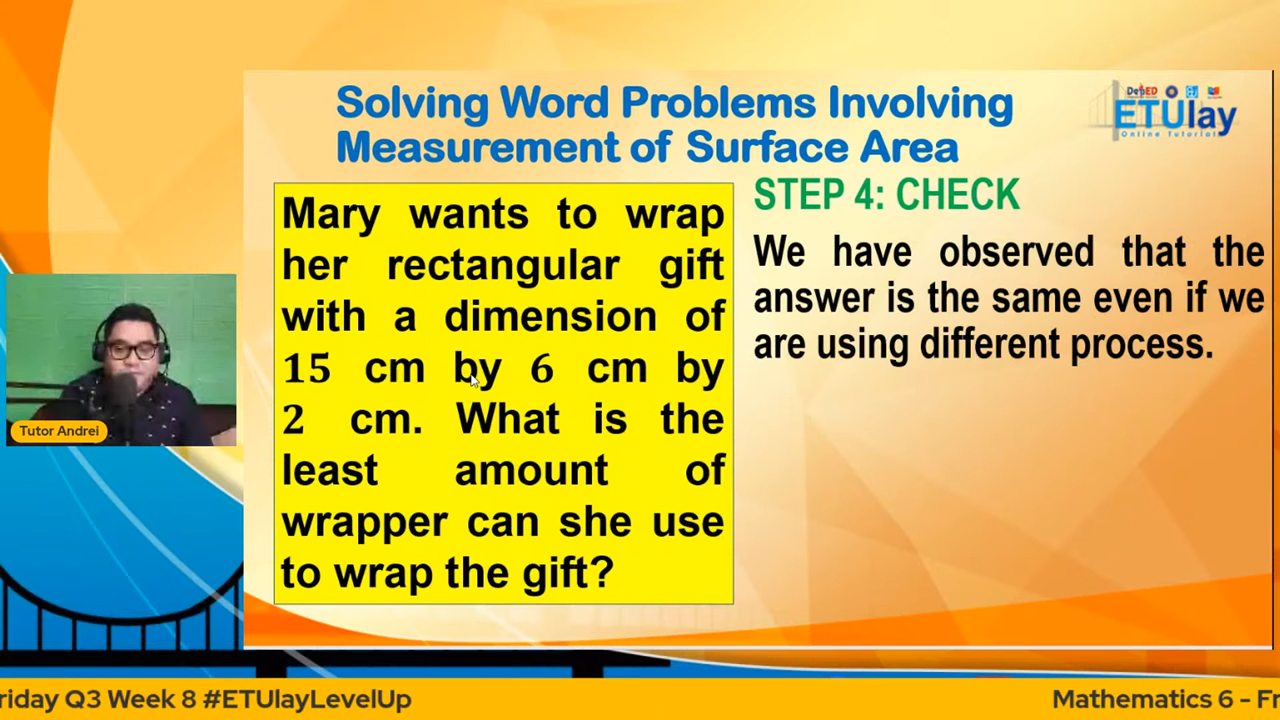 Solving Word Problems Involving
Measurement of Surface Area
DepED
ETUlay
Online Tutorial
Mary wants to wrap
her rectangular gift
with a dimension of
15 cm by 6 cm by
2 cm. What is the
least amount of
wrapper can she use
to wrap the gift?
STEP 4: CHECK
We have observed that the
answer is the same even if we
are using different process.
Tutor Andrei
riday Q3 Week 8 #ETUlayLevelUp
Mathematics 6 - Fr